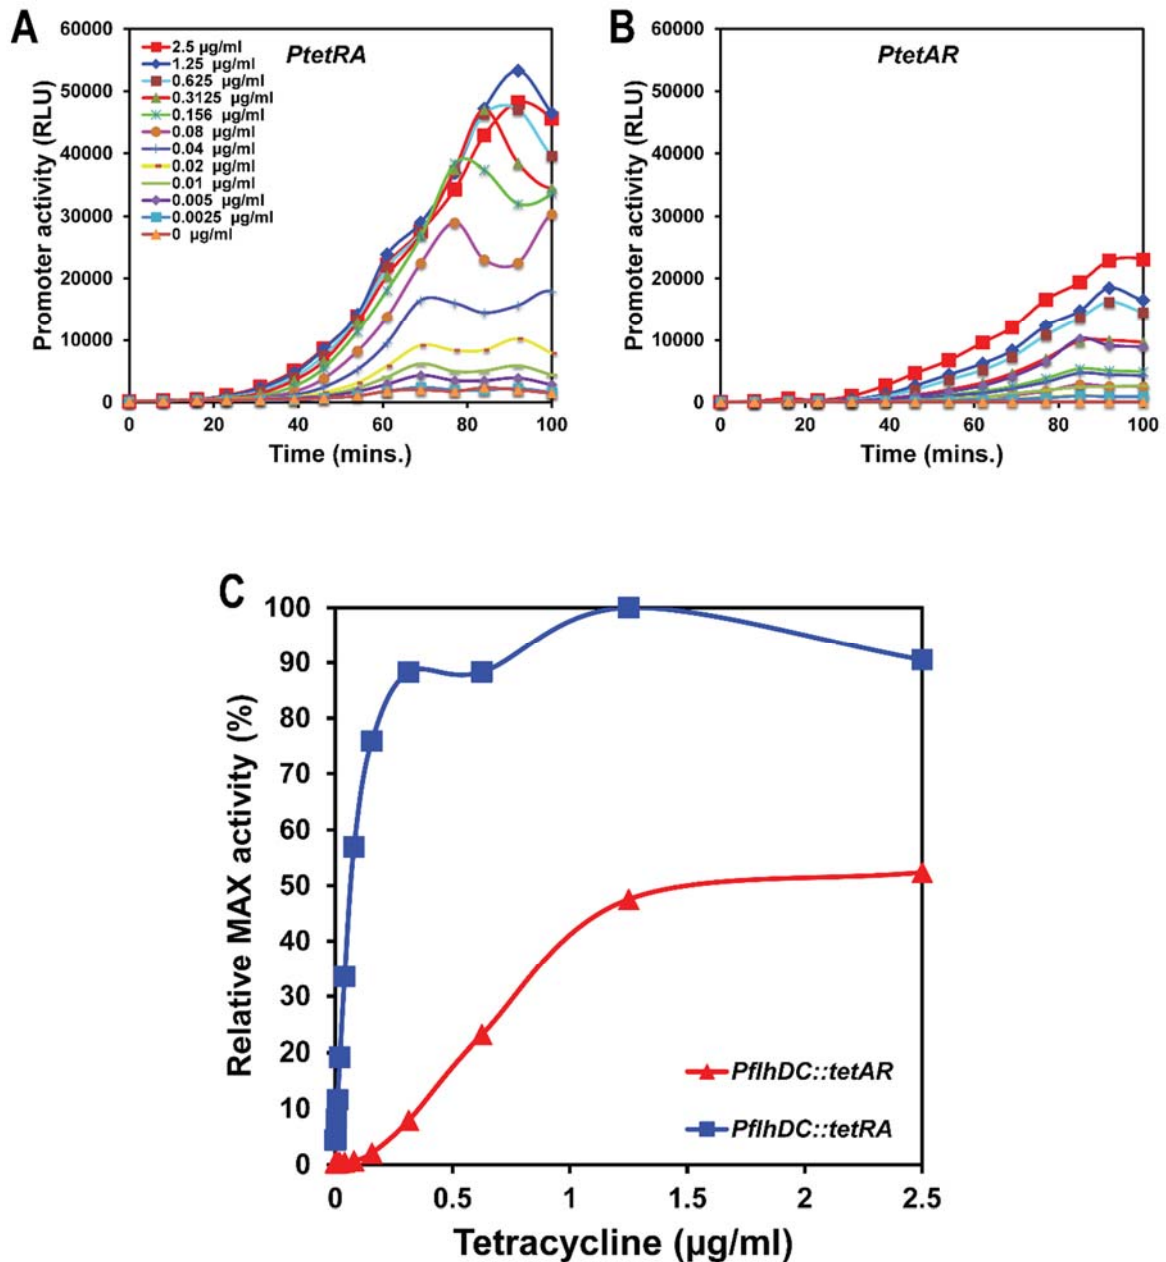 A
PtetRA
Promoter activity (RLU)
60000
50000
40000
30000
20000
10000
0
2.5 µg/ml
1.25 µg/ml
0.625 µg/ml
0.3125 µg/ml
0.156 µg/ml
0.08 µg/ml
0.04 µg/ml
0.02 µg/ml
0.01 µg/ml
0.005 µg/ml
0.0025 µg/ml
0 µg/ml
0 20 40 60 80 100
Time (mins.)
B
PtetAR
Promoter activity (RLU)
60000
50000
40000
30000
20000
10000
0
0 20 40 60 80 100
Time (mins.)
C
Relative MAX activity (%)
100
90
80
70
60
50
40
30
20
10
0
PflhDC::tetAR
PflhDC::tetRA
0 0.5 1 1.5 2 2.5
Tetracycline (µg/ml)